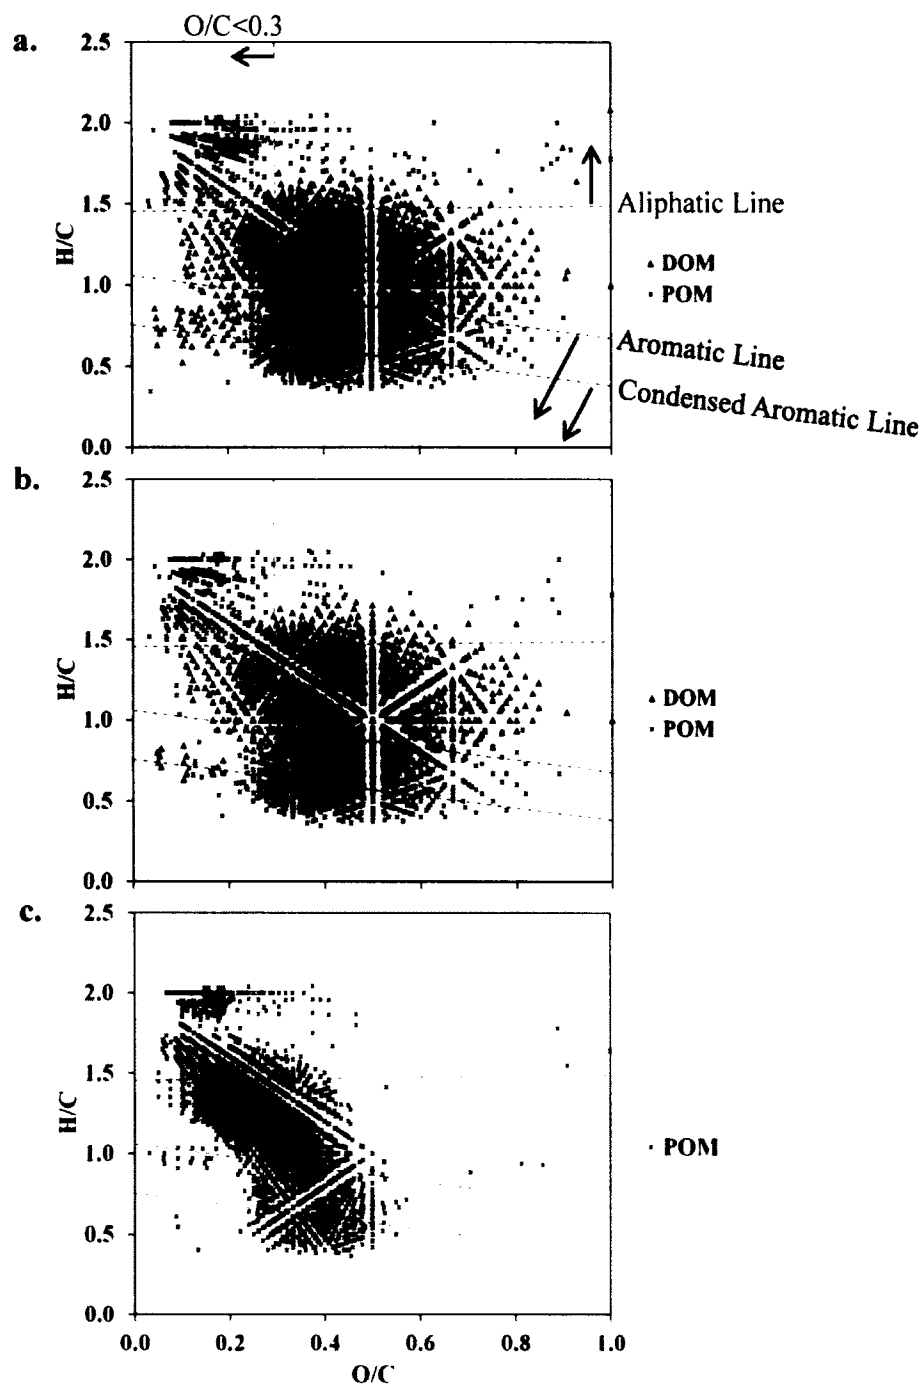 a.
O/C<0.3
2.5
2.0
1.5
1.0
0.5
0.0
H/C
Aliphatic Line
DOM
POM
Aromatic Line
Condensed Aromatic Line
b.
2.5
2.0
1.5
1.0
0.5
0.0
H/C
DOM
POM
c.
2.5
2.0
1.5
1.0
0.5
0.0
H/C
POM
0.0 0.2 0.4 0.6 0.8 1.0
O/C